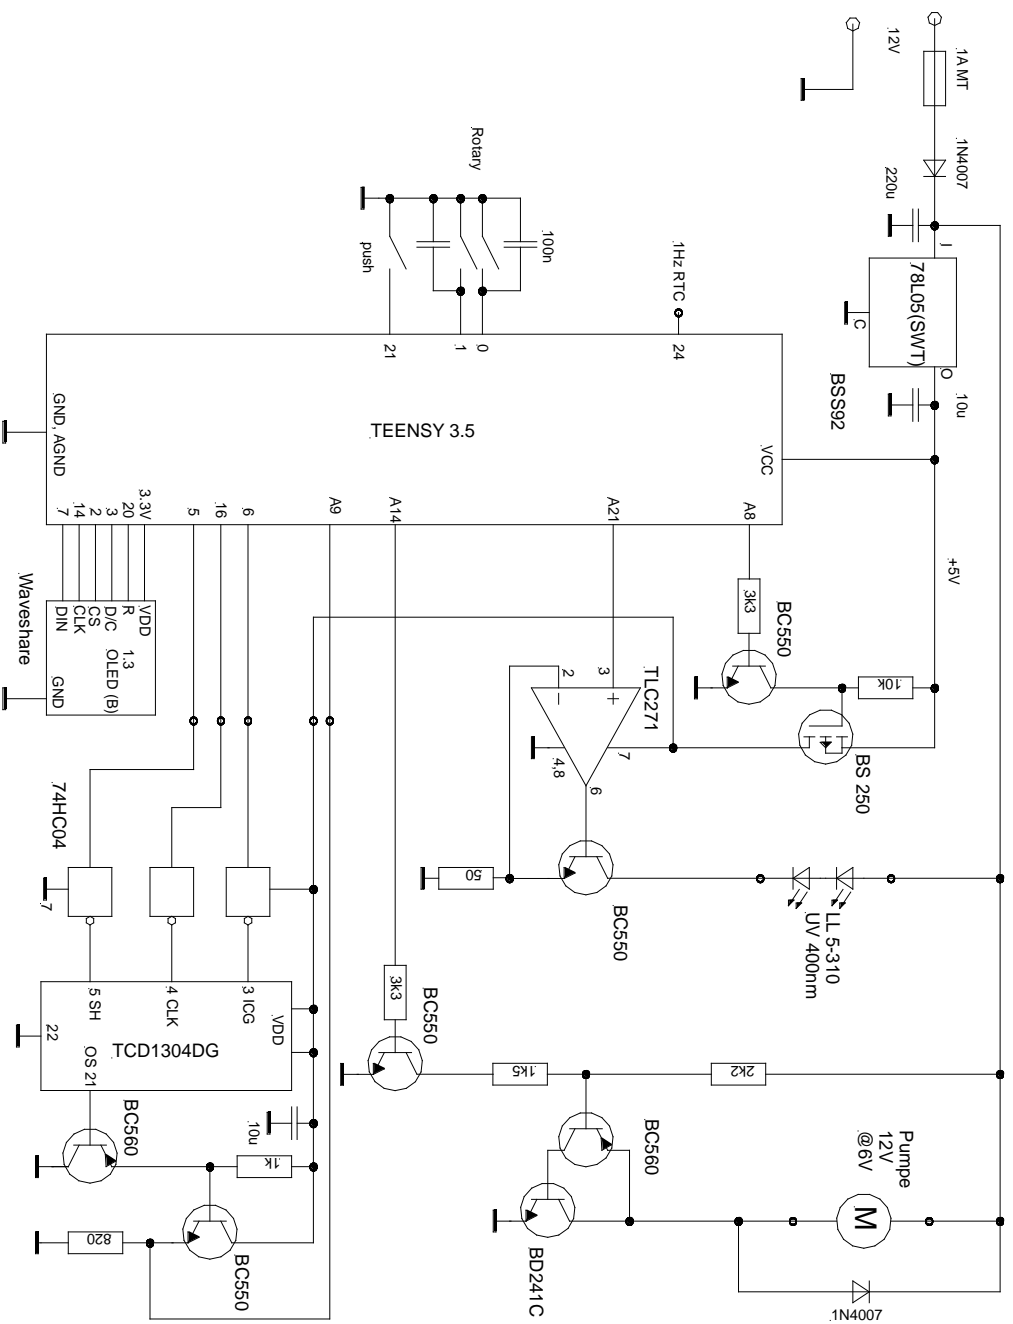 12V
1A MT
1N4007
220u
I
78L05(SWT)
C
O
10u
BSS92
+5V
Rotary
100n
push
1Hz RTC
21
1
0
24
TEENSY 3.5
GND, AGND
VCC
7
14
2
3
20
3.3V
5
16
6
A9
A14
A21
A8
DIN
CLK
CS
D/C
R
VDD
1.3
OLED (B)
GND
Waveshare
3k3
BC550
10k
BS 250
TLC271
2
3
−
+
4,8
7
6
50
BC550
LL 5-310
UV 400nm
74HC04
7
5 SH
4 CLK
3 ICG
VDD
22
TCD1304DG
OS 21
BC560
10u
1k
820
BC550
3k3
BC550
1k5
2k2
BC560
BD241C
Pumpe
12V
@6V
M
1N4007